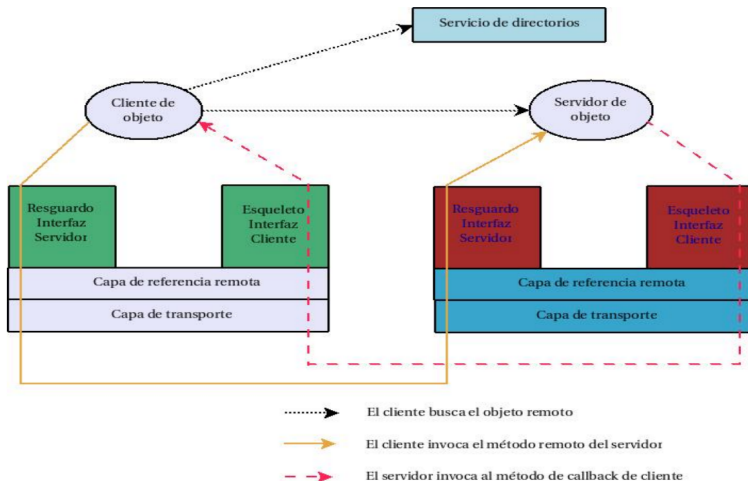 Servicio de directorios
Cliente de
objeto
Servidor de
objeto
Resguardo
Interfaz
Servidor
Esqueleto
Interfaz
Cliente
Resguardo
Interfaz
Servidor
Esqueleto
Interfaz
Cliente
Capa de referencia remota
Capa de transporte
Capa de referencia remota
Capa de transporte
El cliente busca el objeto remoto
El cliente invoca el método remoto del servidor
El servidor invoca al método de callback de cliente